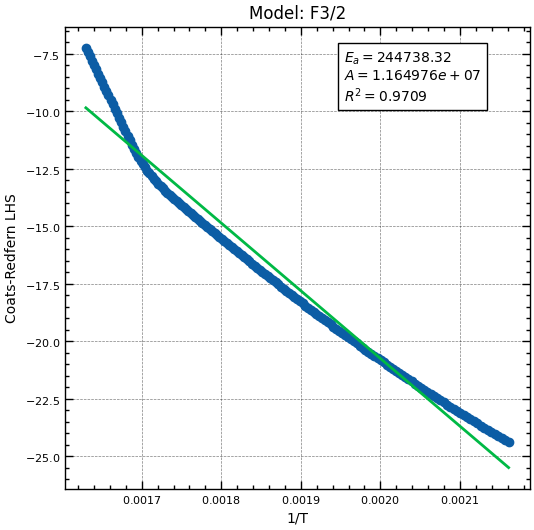 Model: F3/2
Coats-Redfern LHS
−7.5
−10.0
−12.5
−15.0
−17.5
−20.0
−22.5
−25.0
E_a = 244738.32
A = 1.164976e + 07
R^2 = 0.9709
0.0017 0.0018 0.0019 0.0020 0.0021
1/T